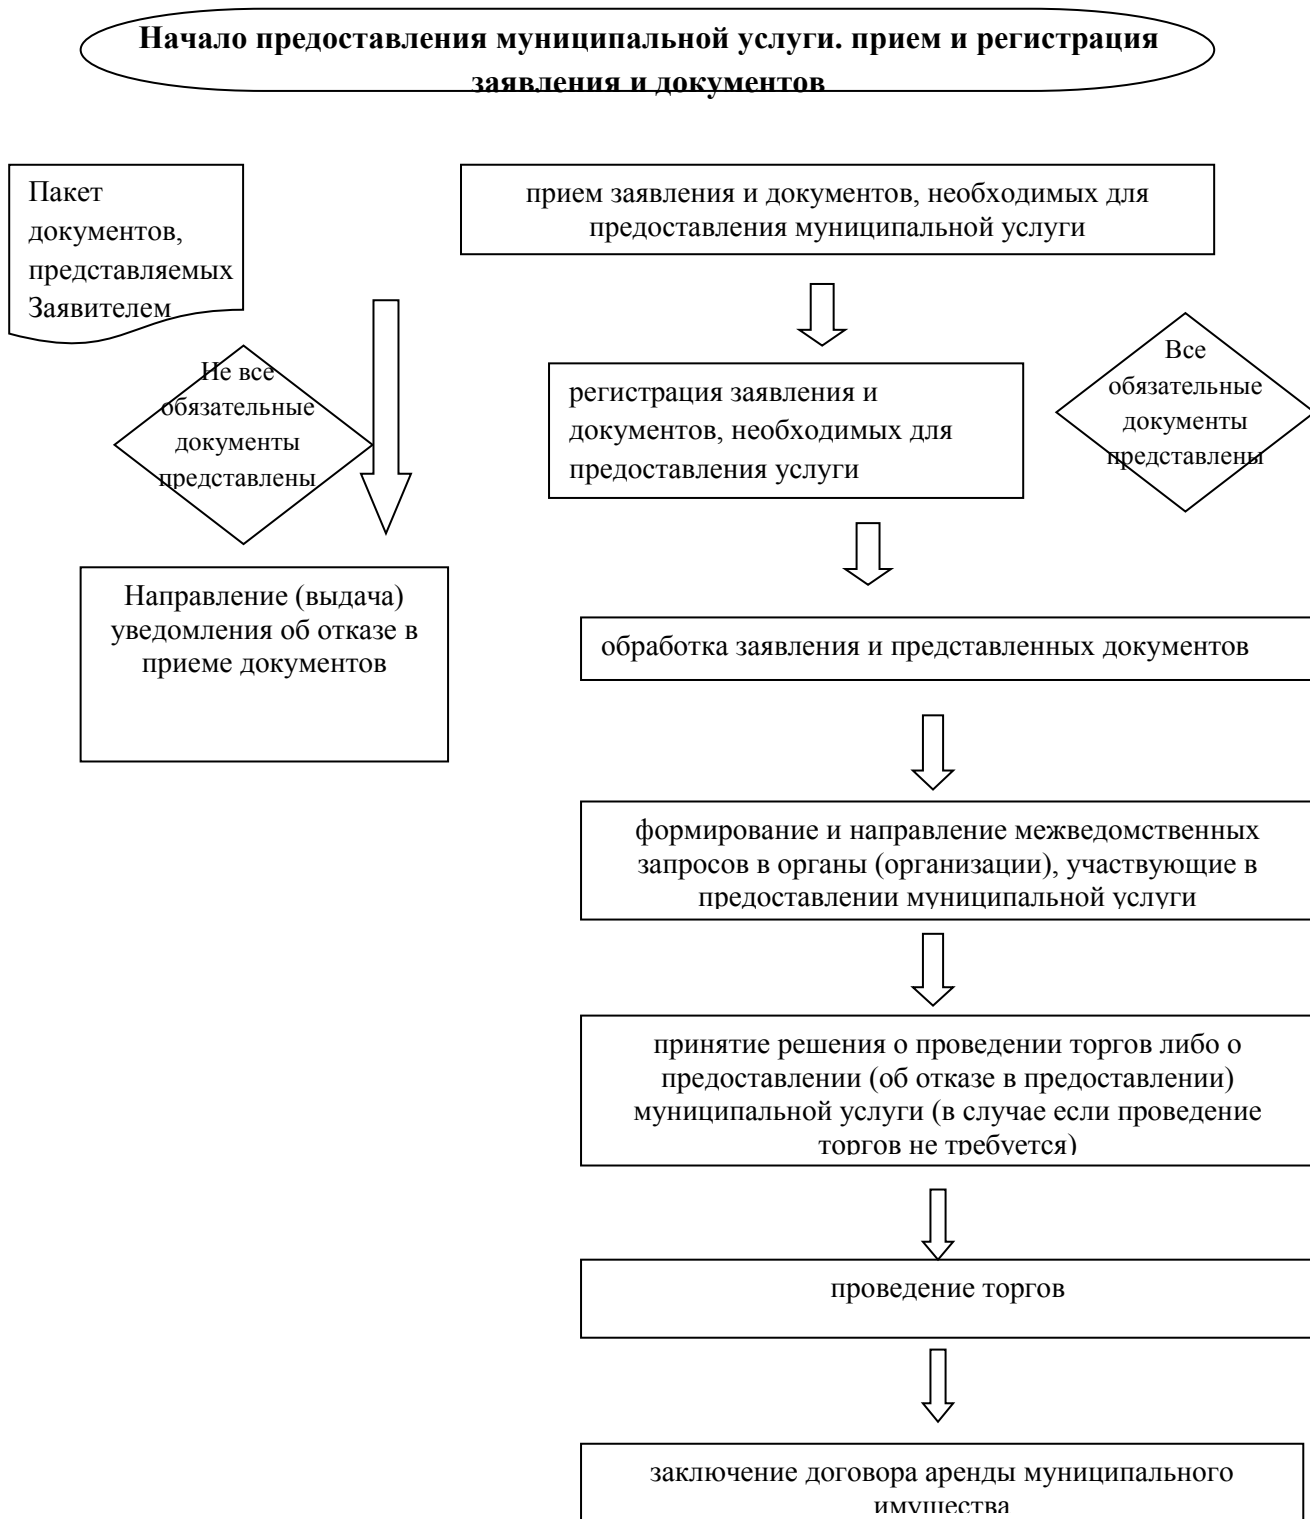 Начало предоставления муниципальной услуги. прием и регистрация
заявления и документов
Пакет
документов,
представляемых
Заявителем
прием заявления и документов, необходимых для
предоставления муниципальной услуги
Не все
обязательные
документы
представлены
регистрация заявления и
документов, необходимых для
предоставления услуги
Все
обязательные
документы
представлены
Направление (выдача)
уведомления об отказе в
приеме документов
обработка заявления и представленных документов
формирование и направление межведомственных
запросов в органы (организации), участвующие в
предоставлении муниципальной услуги
принятие решения о проведении торгов либо о
предоставлении (об отказе в предоставлении)
муниципальной услуги (в случае если проведение
торгов не требуется)
проведение торгов
заключение договора аренды муниципального
имущества